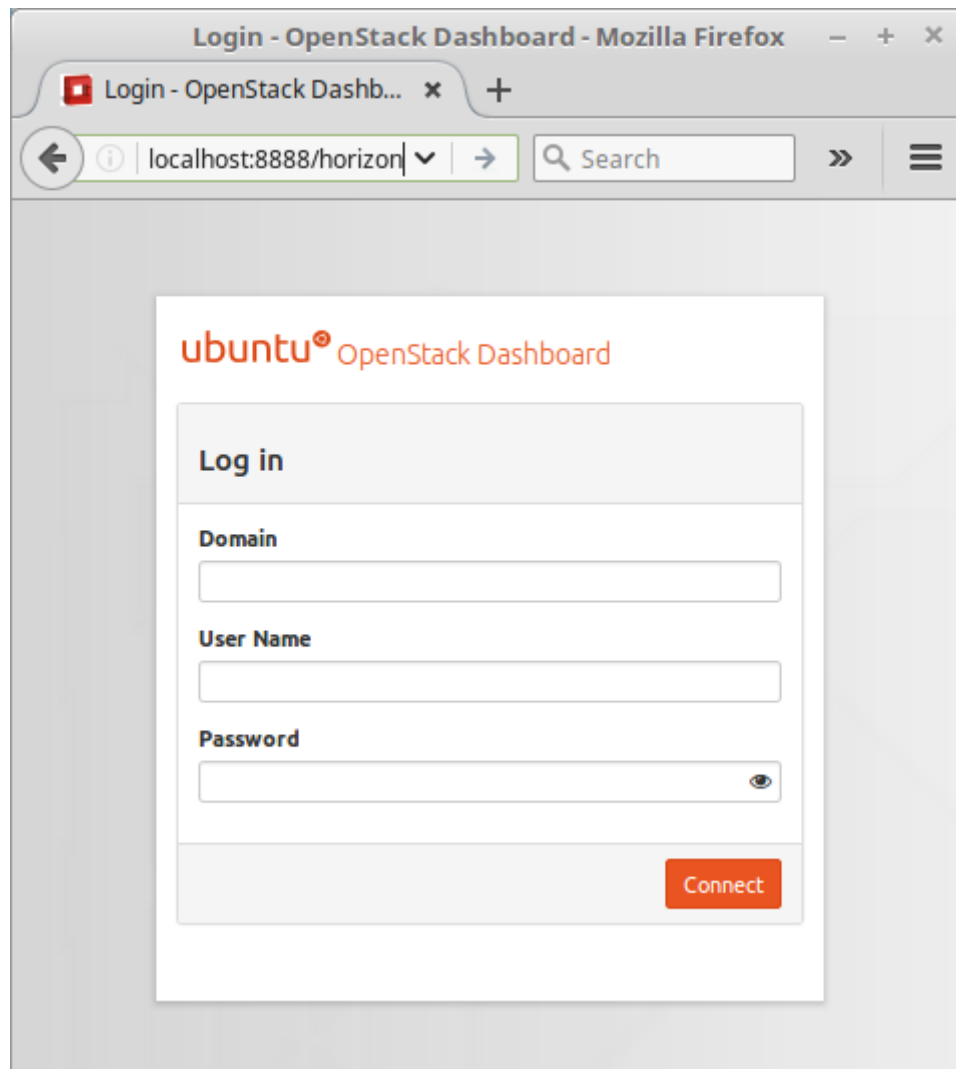 Login - OpenStack Dashboard - Mozilla Firefox
Login - OpenStack Dashb...
localhost:8888/horizon
Search
ubuntu OpenStack Dashboard
Log in
Domain
User Name
Password
Connect